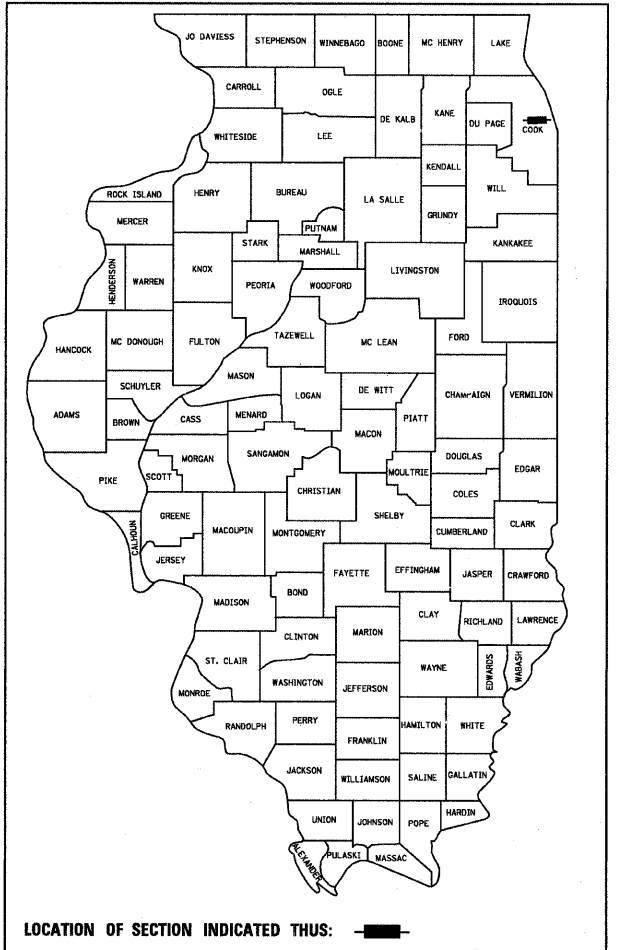 JO DAVIESS STEPHENSON WINNEBAGO BOONE MC HENRY LAKE
CARROLL OGLE DE KALB KANE DU PAGE COOK
WHITESIDE LEE
KENDALL WILL
ROCK ISLAND HENRY BUREAU LA SALLE GRUNDY
MERCER PUTNAM
STARK MARSHALL KANKAKEE
HENDERSON WARREN KNOX PEORIA WOODFORD LIVINGSTON IROQUOIS
HANCOCK MC DONOUGH FULTON TAZEWELL MC LEAN FORD
SCHUYLER MASON LOGAN DE WITT CHAMPAIGN VERMILION
ADAMS BROWN CASS MENARD PIATT
MACON
PIKE SCOTT MORGAN SANGAMON MOULTRIE DOUGLAS EDGAR
CHRISTIAN COLES
CALHOUN GREENE MACOUPIN MONTGOMERY SHELBY CUMBERLAND CLARK
JERSEY FAYETTE EFFINGHAM JASPER CRAWFORD
MADISON BOND
CLINTON MARION CLAY RICHLAND LAWRENCE
ST. CLAIR WAYNE EDWARDS WABASH
MONROE WASHINGTON JEFFERSON
RANDOLPH PERRY HAMILTON WHITE
FRANKLIN
JACKSON WILLIAMSON SALINE GALLATIN
UNION JOHNSON POPE HARDIN
ALEXANDER PULASKI MASSAC
LOCATION OF SECTION INDICATED THUS: